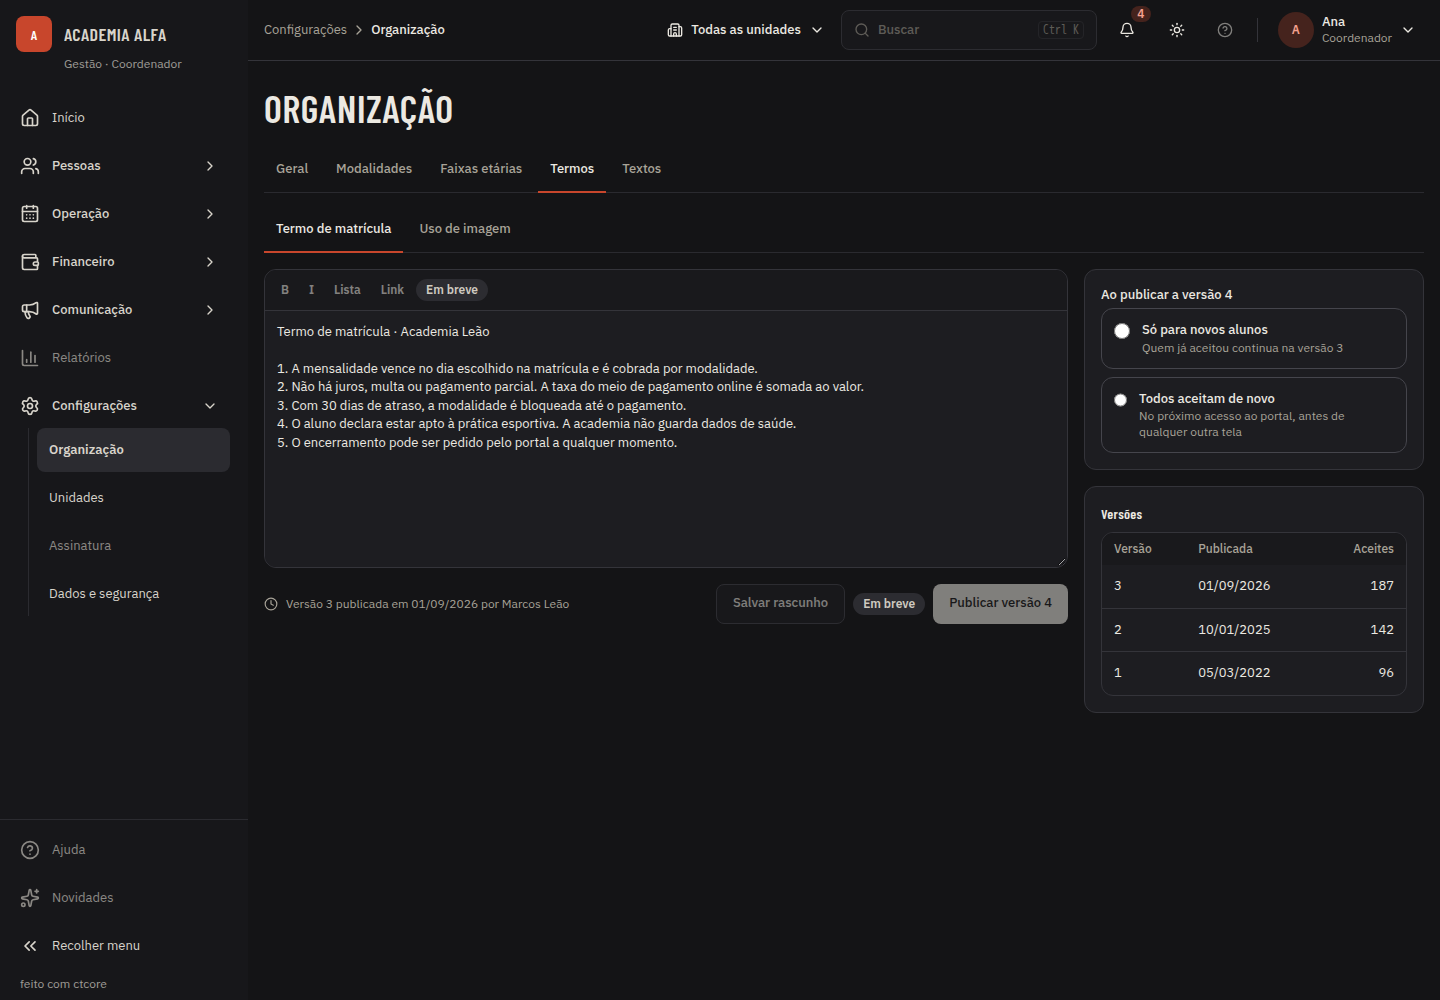 A
ACADEMIA ALFA
Gestão · Coordenador
Início
Pessoas
Operação
Financeiro
Comunicação
Relatórios
Configurações
Organização
Unidades
Assinatura
Dados e segurança
Ajuda
Novidades
Recolher menu
feito com ctcore
Configurações > Organização
Todas as unidades
Buscar
Ctrl K
4
A
Ana
Coordenador
ORGANIZAÇÃO
Geral Modalidades Faixas etárias Termos Textos
Termo de matrícula Uso de imagem
B I Lista Link Em breve
Termo de matrícula · Academia Leão
1. A mensalidade vence no dia escolhido na matrícula e é cobrada por modalidade.
2. Não há juros, multa ou pagamento parcial. A taxa do meio de pagamento online é somada ao valor.
3. Com 30 dias de atraso, a modalidade é bloqueada até o pagamento.
4. O aluno declara estar apto à prática esportiva. A academia não guarda dados de saúde.
5. O encerramento pode ser pedido pelo portal a qualquer momento.
Versão 3 publicada em 01/09/2026 por Marcos Leão
Salvar rascunho
Em breve
Publicar versão 4
Ao publicar a versão 4
Só para novos alunos
Quem já aceitou continua na versão 3
Todos aceitam de novo
No próximo acesso ao portal, antes de
qualquer outra tela
Versões
Versão Publicada Aceites
3 01/09/2026 187
2 10/01/2025 142
1 05/03/2022 96